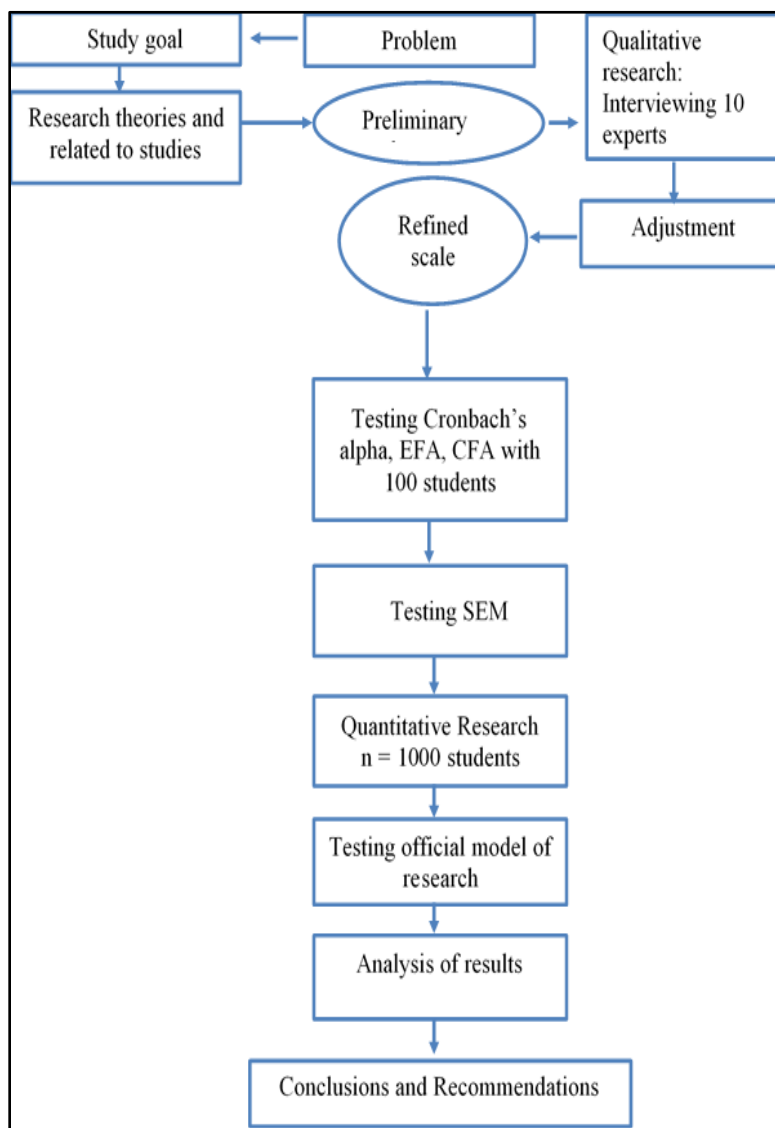 Study goal
Problem
Qualitative
research:
Interviewing 10
experts
Research theories and
related to studies
Preliminary
Adjustment
Refined
scale
Testing Cronbach’s
alpha, EFA, CFA with
100 students
Testing SEM
Quantitative Research
n = 1000 students
Testing official model of
research
Analysis of results
Conclusions and Recommendations